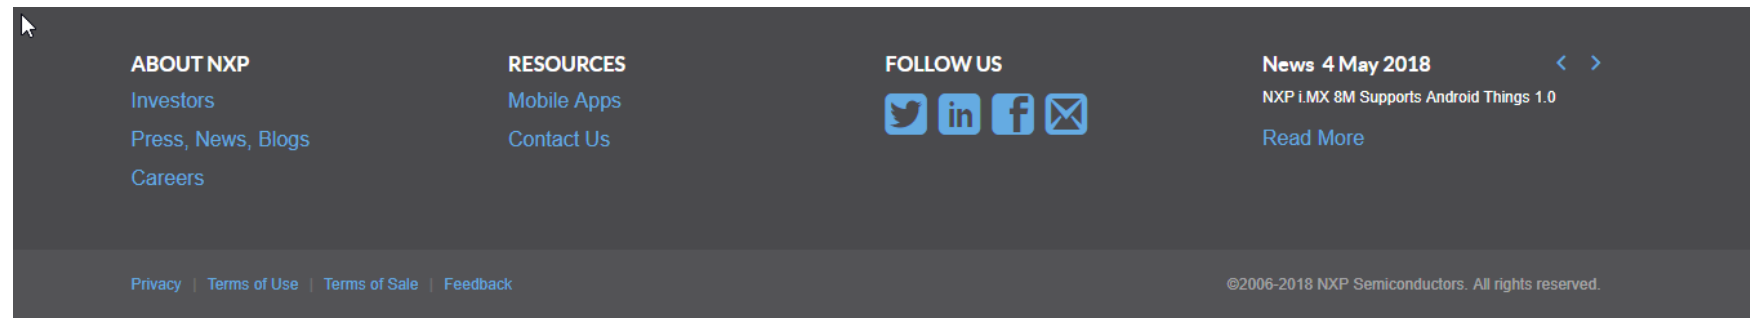 ABOUT NXP
Investors
Press, News, Blogs
Careers
RESOURCES
Mobile Apps
Contact Us
FOLLOW US
in
f
News 4 May 2018
NXP i.MX 8M Supports Android Things 1.0
Read More
Privacy | Terms of Use | Terms of Sale | Feedback
©2006-2018 NXP Semiconductors. All rights reserved.